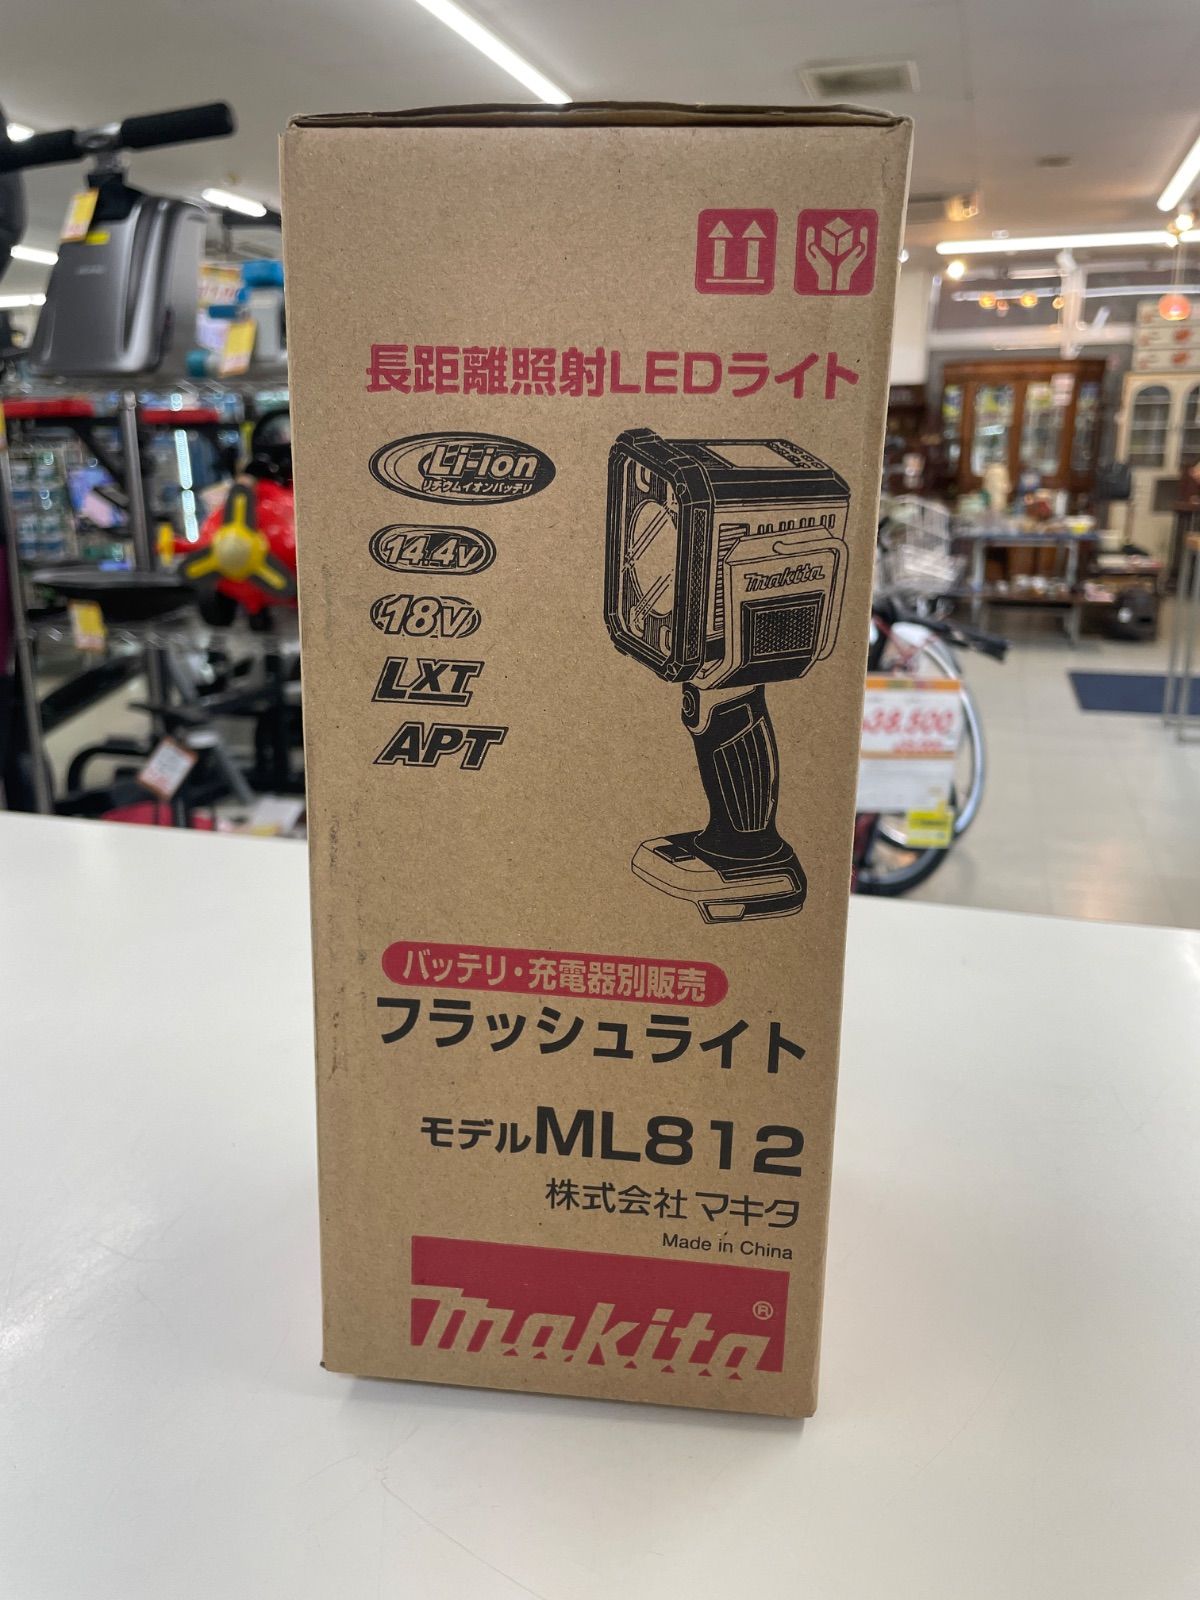 長距離照射LEDライト
Li-ion
リチウムイオンバッテリ
14.4V
18V
LXT
APT
makita
バッテリ・充電器別販売
フラッシュライト
モデルML812
株式会社マキタ
Made in China
makita®
38,500